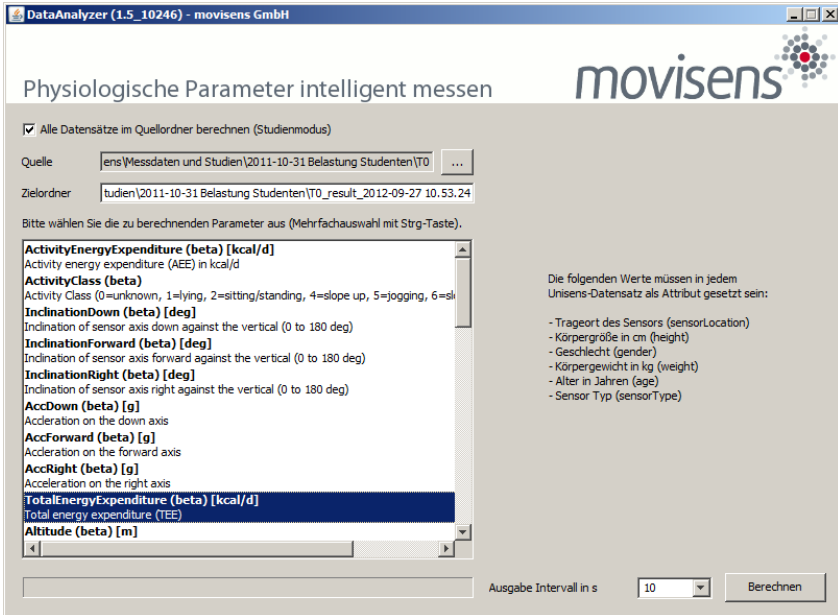 DataAnalyzer (1.5_10246) - movisens GmbH
Physiologische Parameter intelligent messen
movisens
Alle Datensätze im Quellordner berechnen (Studienmodus)
Quelle
ens\Messdaten und Studien\2011-10-31 Belastung Studenten\T0
...
Zielordner
tudien\2011-10-31 Belastung Studenten\T0_result_2012-09-27 10.53.24
Bitte wählen Sie die zu berechnenden Parameter aus (Mehrfachauswahl mit Strg-Taste).
ActivityEnergyExpenditure (beta) [kcal/d]
Activity energy expenditure (AEE) in kcal/d
ActivityClass (beta)
Activity Class (0=unknown, 1=lying, 2=sitting/standing, 4=slope up, 5=jogging, 6=sl
InclinationDown (beta) [deg]
Inclination of sensor axis down against the vertical (0 to 180 deg)
InclinationForward (beta) [deg]
Inclination of sensor axis forward against the vertical (0 to 180 deg)
InclinationRight (beta) [deg]
Inclination of sensor axis right against the vertical (0 to 180 deg)
AccDown (beta) [g]
Accleration on the down axis
AccForward (beta) [g]
Accleration on the forward axis
AccRight (beta) [g]
Acceleration on the right axis
TotalEnergyExpenditure (beta) [kcal/d]
Total energy expenditure (TEE)
Altitude (beta) [m]
Die folgenden Werte müssen in jedem
Unisens-Datensatz als Attribut gesetzt sein:
- Trageort des Sensors (sensorLocation)
- Körpergröße in cm (height)
- Geschlecht (gender)
- Körpergewicht in kg (weight)
- Alter in Jahren (age)
- Sensor Typ (sensorType)
Ausgabe Intervall in s
10
Berechnen